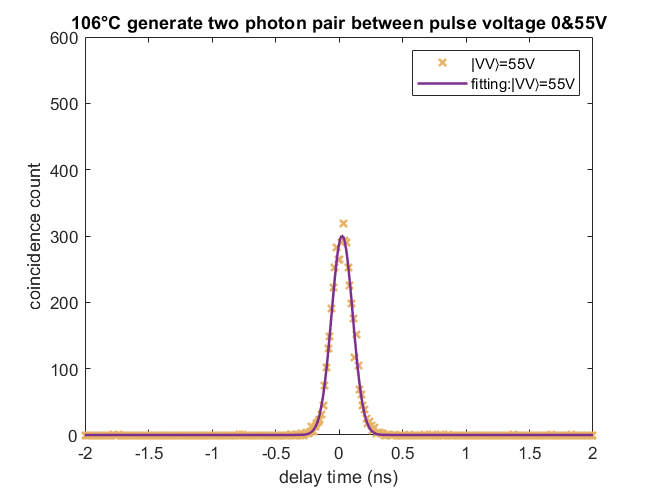 106°C generate two photon pair between pulse voltage 0&55V
|VV⟩=55V
fitting:|VV⟩=55V
coincidence count
600
500
400
300
200
100
0
-2 -1.5 -1 -0.5 0 0.5 1 1.5 2
delay time (ns)